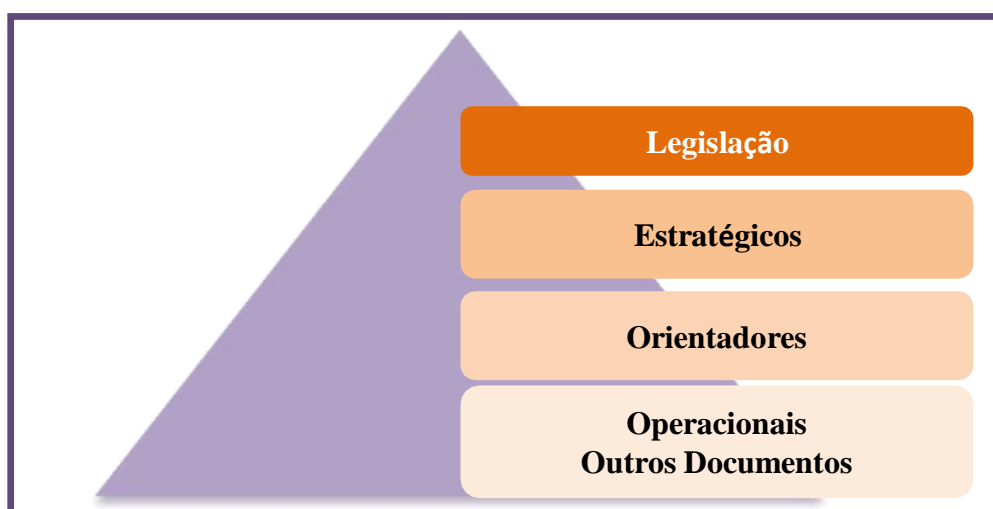 Legislação
Estratégicos
Orientadores
Operacionais
Outros Documentos